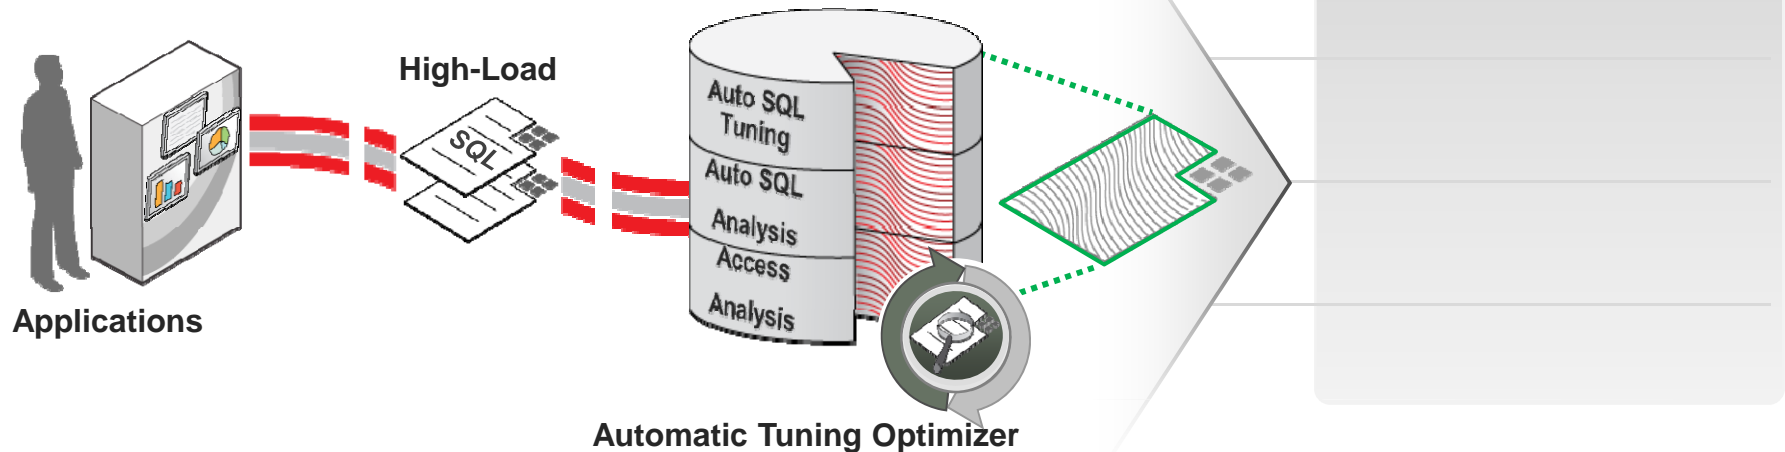 High-Load
SQL
Auto SQL
Tuning
Auto SQL
Analysis
Access
Analysis
Applications
Automatic Tuning Optimizer